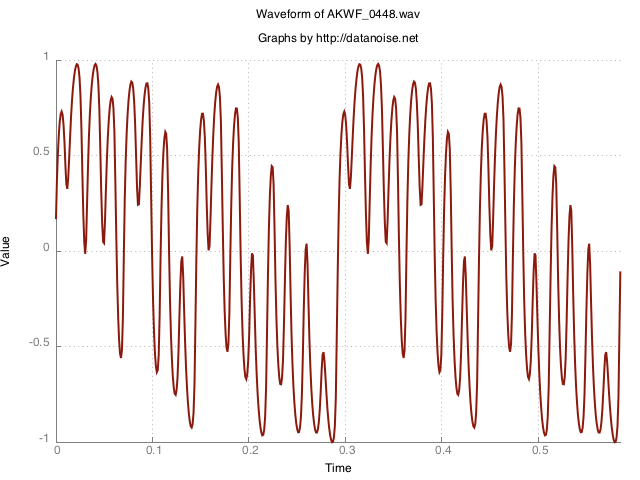 Waveform of AKWF_0448.wav
Graphs by http://datanoise.net
1
0.5
0
-0.5
-1
Value
0 0.1 0.2 0.3 0.4 0.5
Time